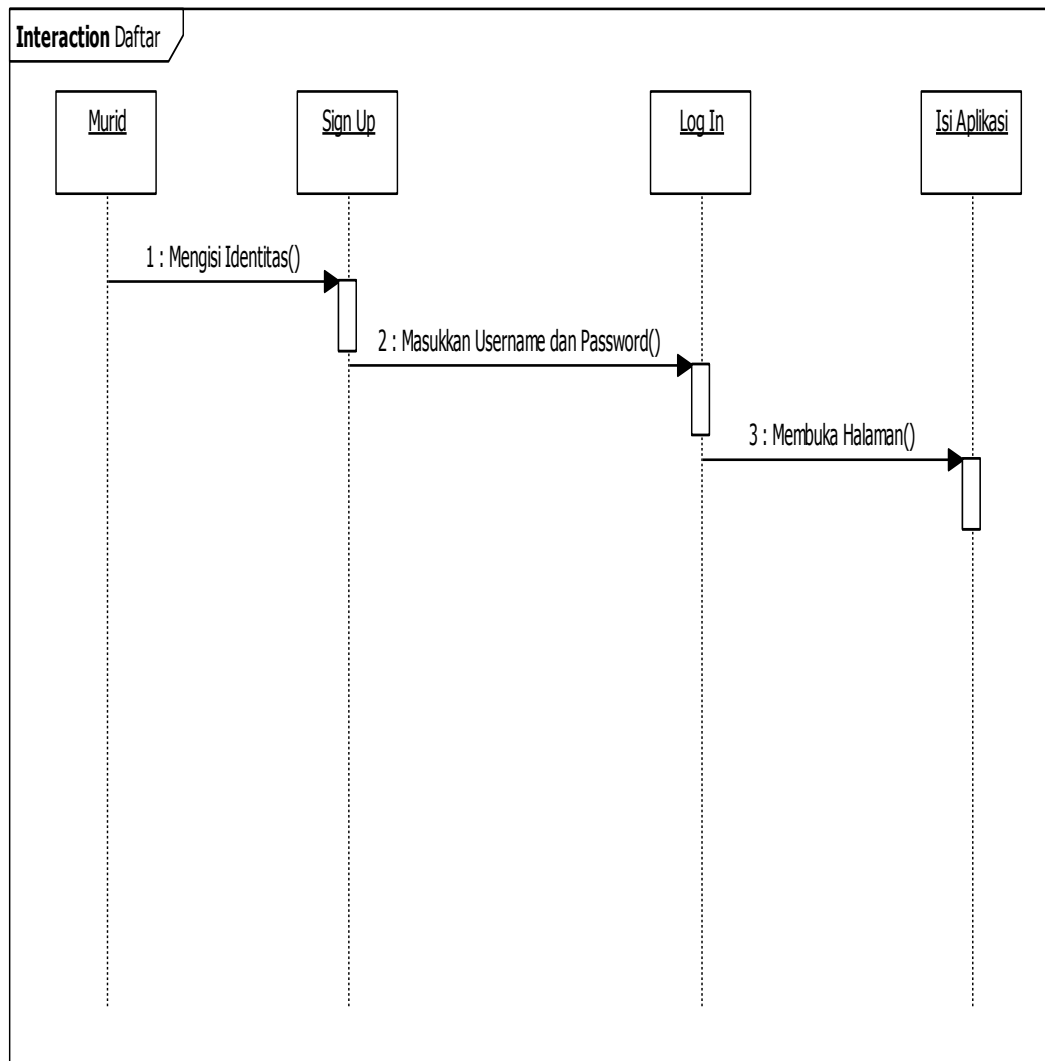 Interaction Daftar
Murid
Sign Up
Log In
Isi Aplikasi
1 : Mengisi Identitas()
2 : Masukkan Username dan Password()
3 : Membuka Halaman()